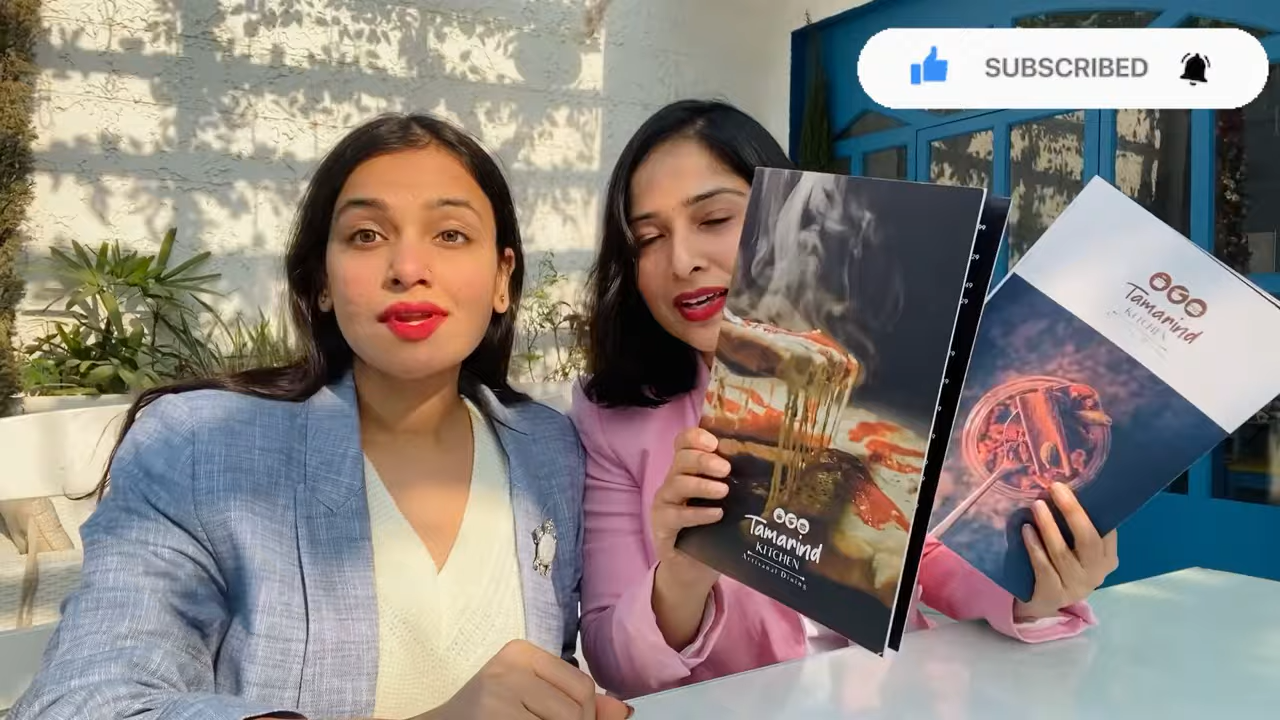 SUBSCRIBED
Tamarind
KITCHEN
Tamarind
KITCHEN
Artisanal Dining